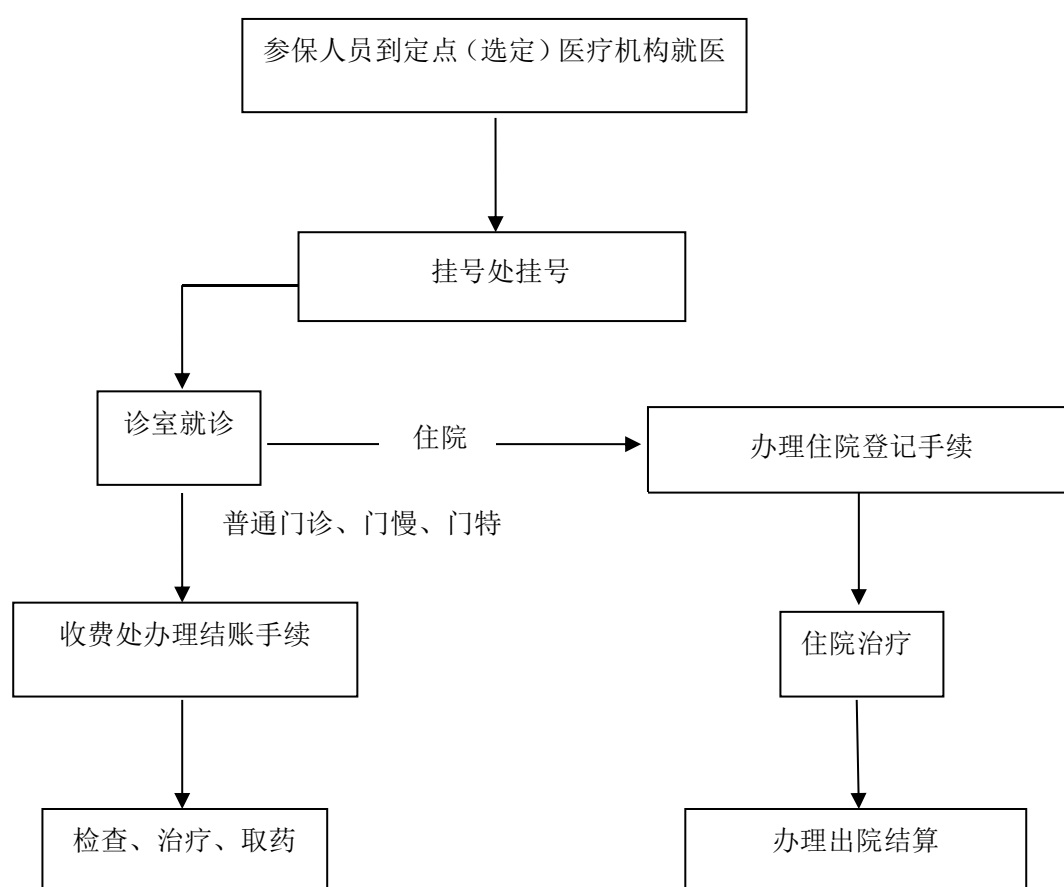 参保人员到定点（选定）医疗机构就医
挂号处挂号
诊室就诊
住院
办理住院登记手续
普通门诊、门慢、门特
收费处办理结账手续
住院治疗
检查、治疗、取药
办理出院结算